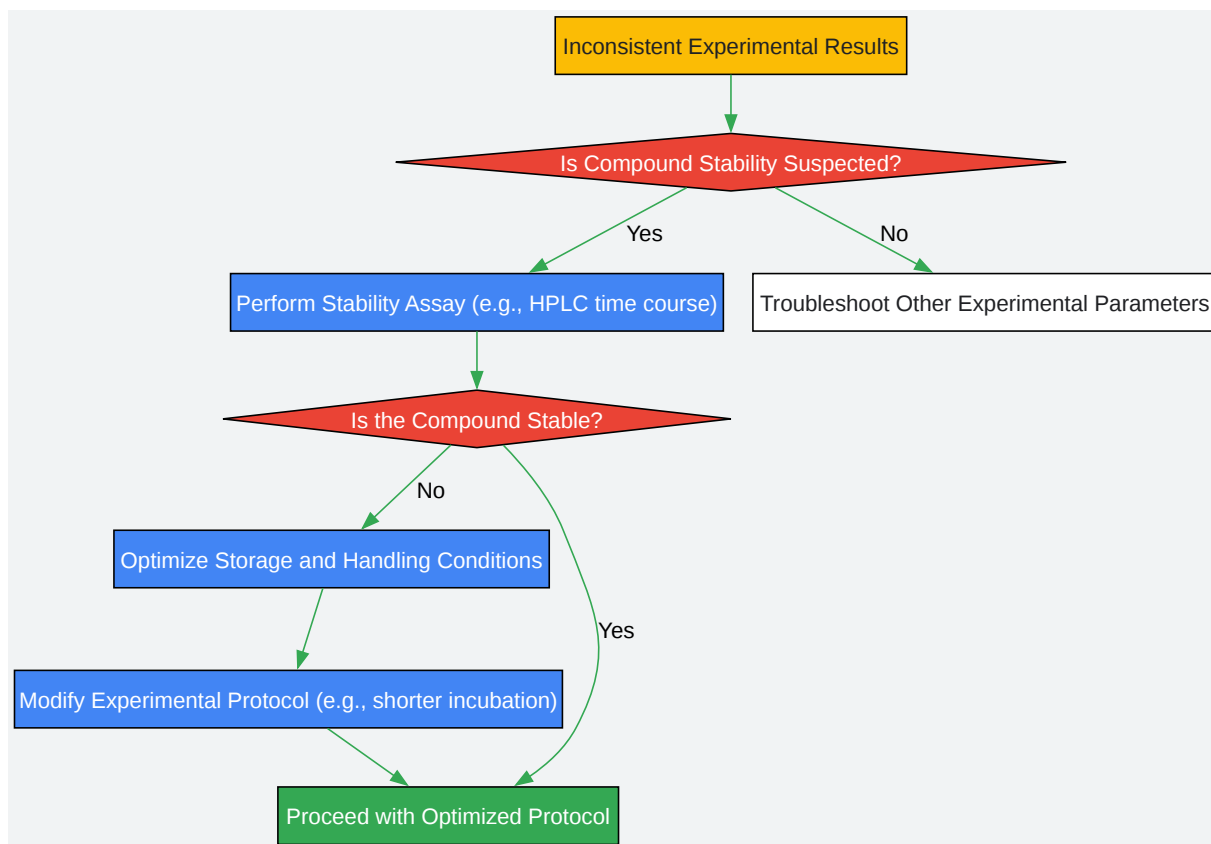 Inconsistent Experimental Results
Is Compound Stability Suspected?
Yes
No
Perform Stability Assay (e.g., HPLC time course)
Troubleshoot Other Experimental Parameters
Is the Compound Stable?
No
Optimize Storage and Handling Conditions
Yes
Modify Experimental Protocol (e.g., shorter incubation)
Proceed with Optimized Protocol